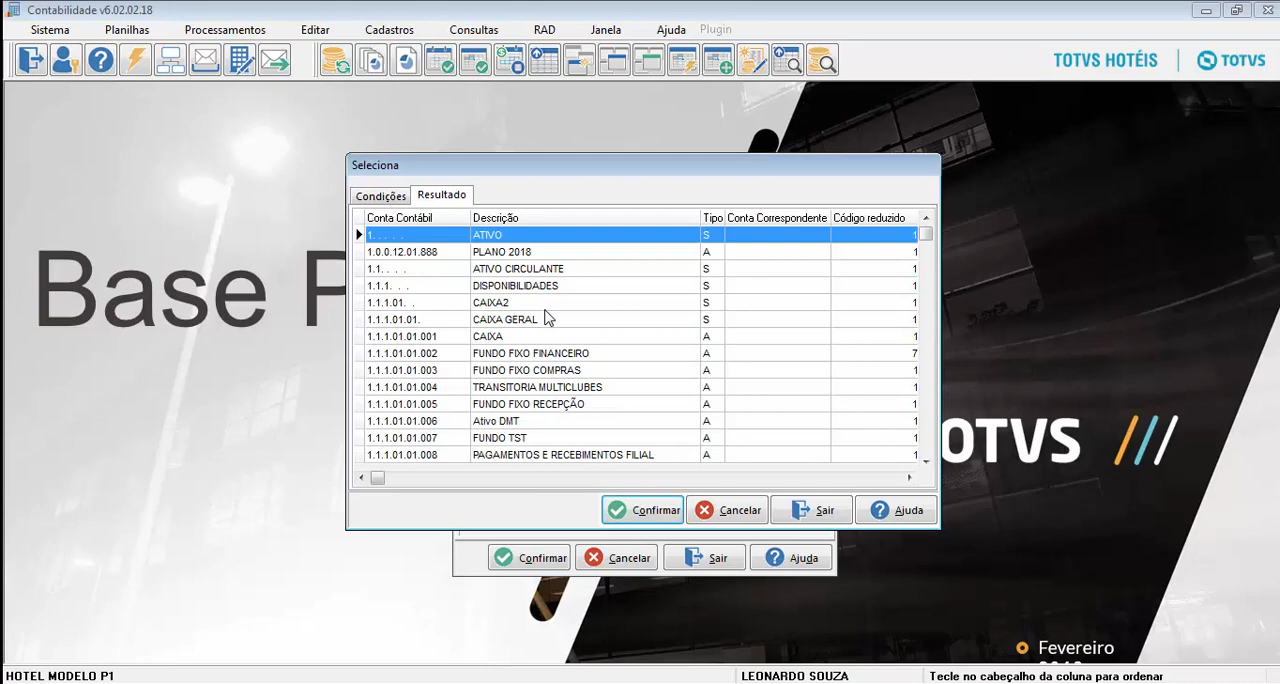 Contabilidade v6.02.02.18
Sistema Planilhas Processamentos Editar Cadastros Consultas RAD Janela Ajuda Plugin
TOTVS HOTÉIS TOTVS
Seleciona
Condições Resultado
Conta Contábil Descrição Tipo Conta Correspondente Código reduzido
1. . . . . ATIVO S 1
1.0.0.12.01.888 PLANO 2018 A 1
1.1. . . . ATIVO CIRCULANTE S 1
1.1.1. . . DISPONIBILIDADES S 1
1.1.1.01. . CAIXA2 S 1
1.1.1.01.01. CAIXA GERAL S 1
1.1.1.01.01.001 CAIXA A 1
1.1.1.01.01.002 FUNDO FIXO FINANCEIRO A 7
1.1.1.01.01.003 FUNDO FIXO COMPRAS A 1
1.1.1.01.01.004 TRANSITORIA MULTICLUBES A 1
1.1.1.01.01.005 FUNDO FIXO RECEPÇÃO A 1
1.1.1.01.01.006 Ativo DMT A 1
1.1.1.01.01.007 FUNDO TST A 1
1.1.1.01.01.008 PAGAMENTOS E RECEBIMENTOS FILIAL A 1
Confirmar Cancelar Sair Ajuda
Confirmar Cancelar Sair Ajuda
Base P
OTVS
Fevereiro
HOTEL MODELO P1 LEONARDO SOUZA Tecle no cabeçalho da coluna para ordenar